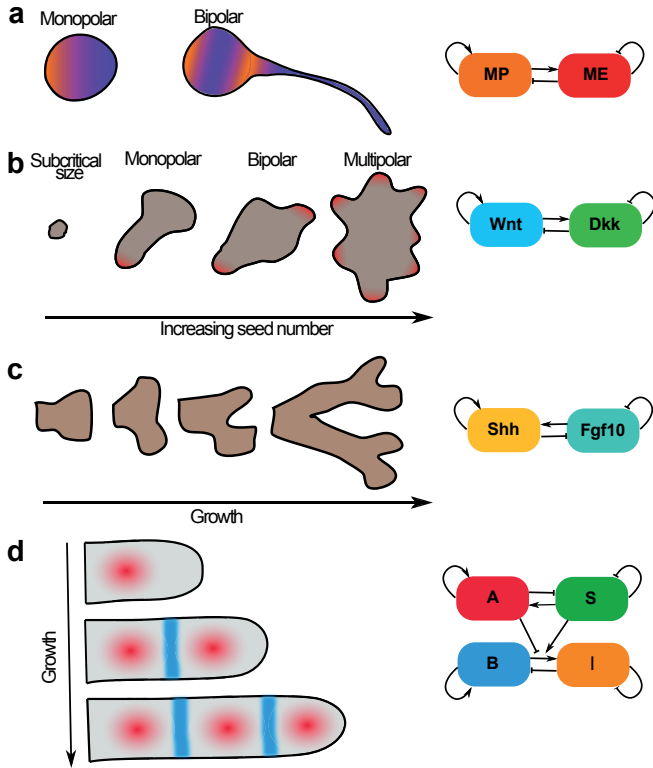 a
Monopolar
Bipolar
MP
ME
b
Subcritical
size
Monopolar
Bipolar
Multipolar
Wnt
Dkk
Increasing seed number
c
Shh
Fgf10
Growth
d
Growth
A
S
B
I